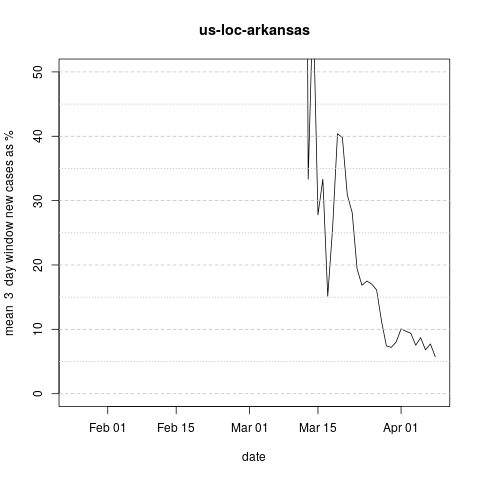 us-loc-arkansas
mean 3 day window new cases as %
50
40
30
20
10
0
Feb 01
Feb 15
Mar 01
Mar 15
Apr 01
date